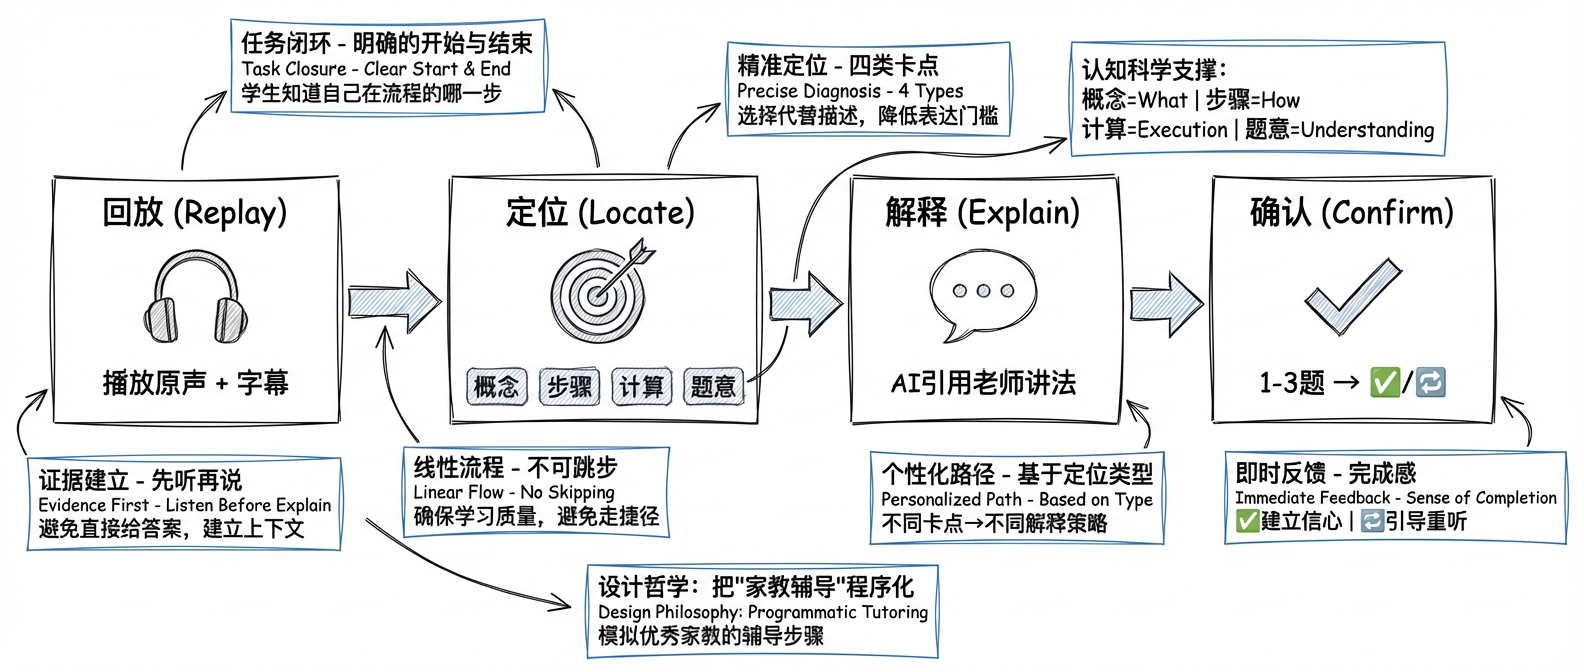 任务闭环 - 明确的开始与结束
Task Closure - Clear Start & End
学生知道自己在流程的哪一步
精准定位 - 四类卡点
Precise Diagnosis - 4 Types
选择代替描述，降低表达门槛
认知科学支撑：
概念=What | 步骤=How
计算=Execution | 题意=Understanding
回放 (Replay)
播放原声 + 字幕
定位 (Locate)
概念
步骤
计算
题意
解释 (Explain)
AI引用老师讲法
确认 (Confirm)
1-3题 → ✅/🔁
证据建立 - 先听再说
Evidence First - Listen Before Explain
避免直接给答案，建立上下文
线性流程 - 不可跳步
Linear Flow - No Skipping
确保学习质量，避免走捷径
个性化路径 - 基于定位类型
Personalized Path - Based on Type
不同卡点→不同解释策略
即时反馈 - 完成感
Immediate Feedback - Sense of Completion
✅建立信心 | 🔁引导重听
设计哲学：把"家教辅导"程序化
Design Philosophy: Programmatic Tutoring
模拟优秀家教的辅导步骤